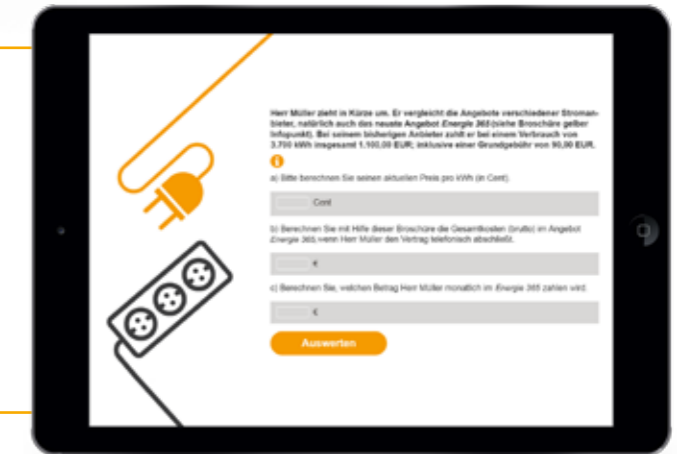 Herr Müller zieht in Kürze um. Er vergleicht die Angebote verschiedener Stroman-
bieter, natürlich auch das neuste Angebot Energie 365 (siehe Broschüre gelber
Infopunkt). Bei seinem bisherigen Anbieter zahlt er bei einem Verbrauch von
3.700 kWh insgesamt 1.100,00 EUR; inklusive einer Grundgebühr von 90,00 EUR.
i
a) Bitte berechnen Sie seinen aktuellen Preis pro kWh (in Cent).
Cent
b) Berechnen Sie mit Hilfe dieser Broschüre die Gesamtkosten (brutto) im Angebot
Energie 365, wenn Herr Müller den Vertrag telefonisch abschließt.
€
c) Berechnen Sie, welchen Betrag Herr Müller monatlich im Energie 365 zahlen wird.
€
Auswerten